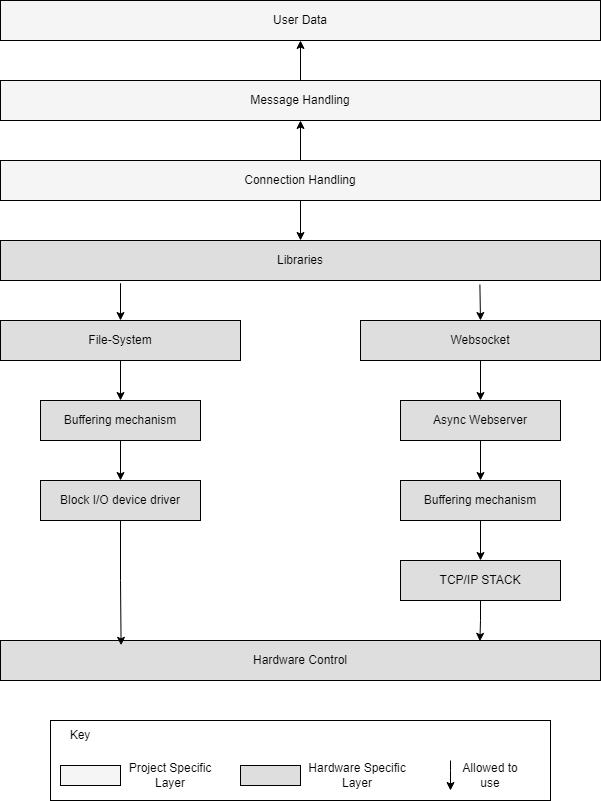 User Data
Message Handling
Connection Handling
Libraries
File-System
Websocket
Buffering mechanism
Async Webserver
Block I/O device driver
Buffering mechanism
TCP/IP STACK
Hardware Control
Key
Project Specific
Layer
Hardware Specific
Layer
Allowed to
use